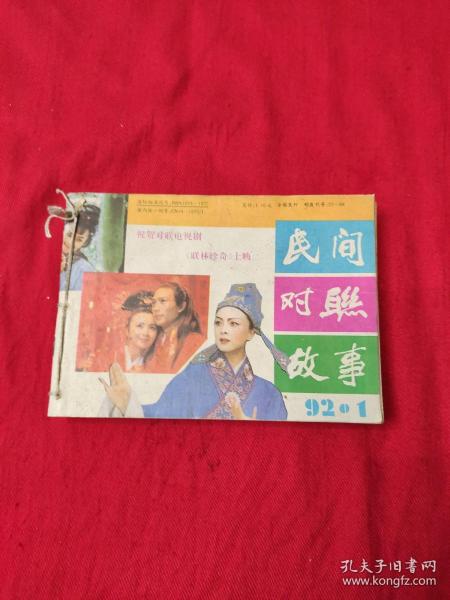 祝贺对联电视剧
《联林珍奇》上映
民间
对联
故事
92·1
孔夫子旧书网
www.kongfz.com